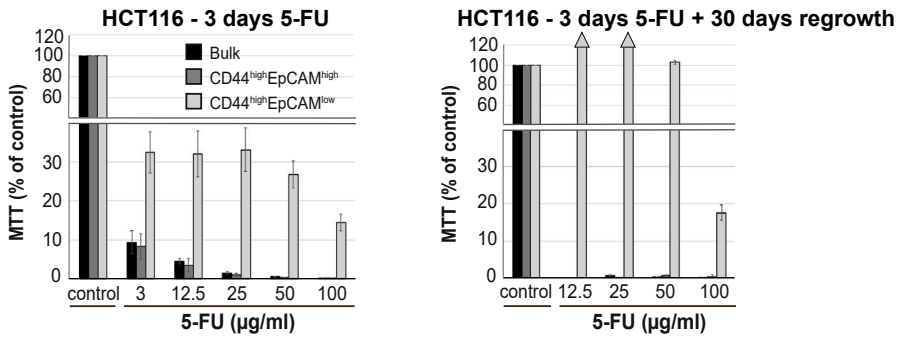 HCT116 - 3 days 5-FU
MTT (% of control)
120
100
80
60
30
20
10
0
Bulk
CD44highEpCAMhigh
CD44highEpCAMlow
control 3 12.5 25 50 100
5-FU (µg/ml)
HCT116 - 3 days 5-FU + 30 days regrowth
MTT (% of control)
120
100
80
60
30
20
10
0
control 12.5 25 50 100
5-FU (µg/ml)